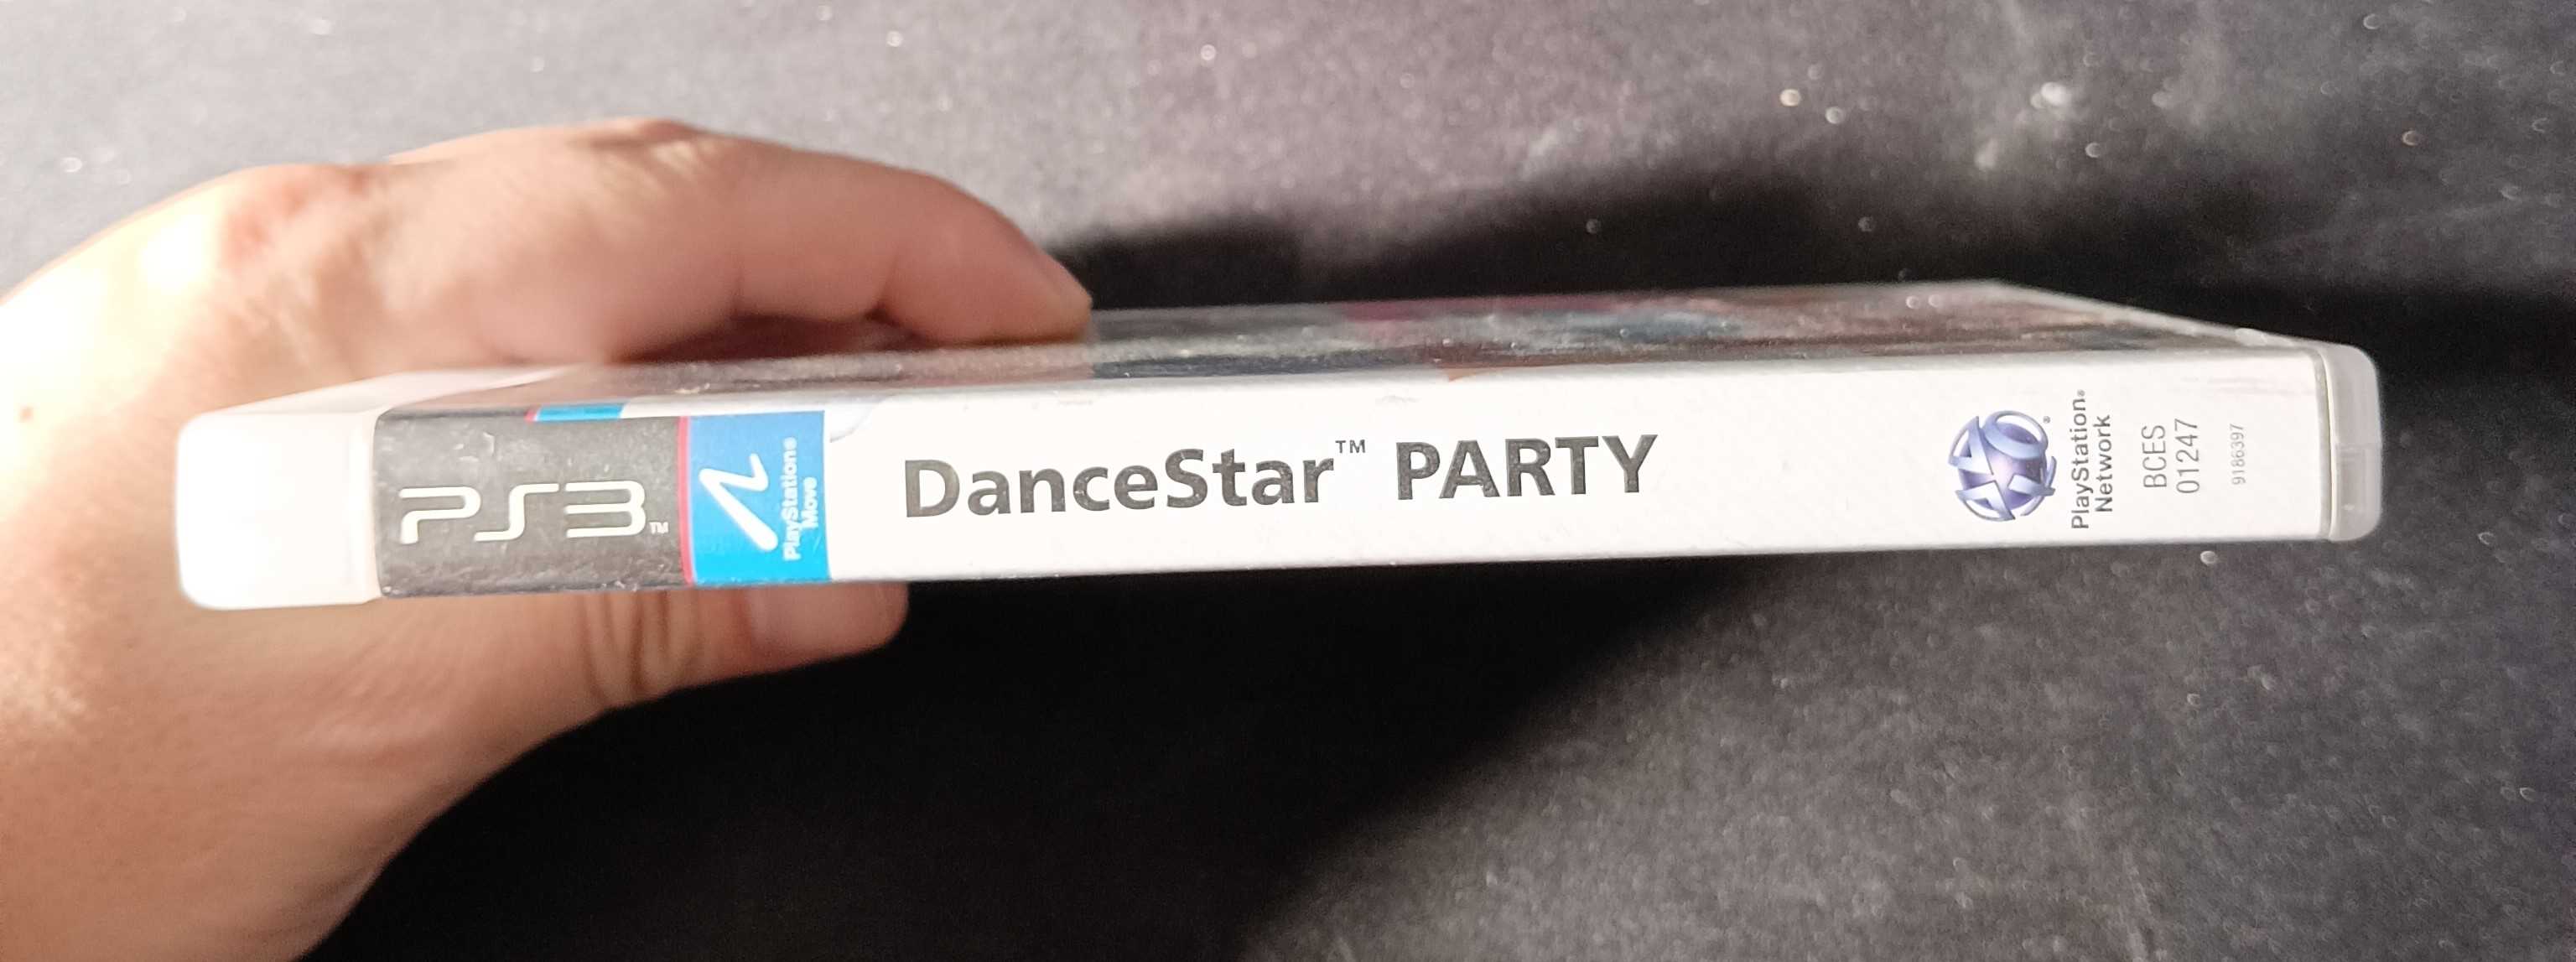 PS3™
PlayStation®
Move
DanceStar™ PARTY
PlayStation®
Network
BCES
01247
9186397